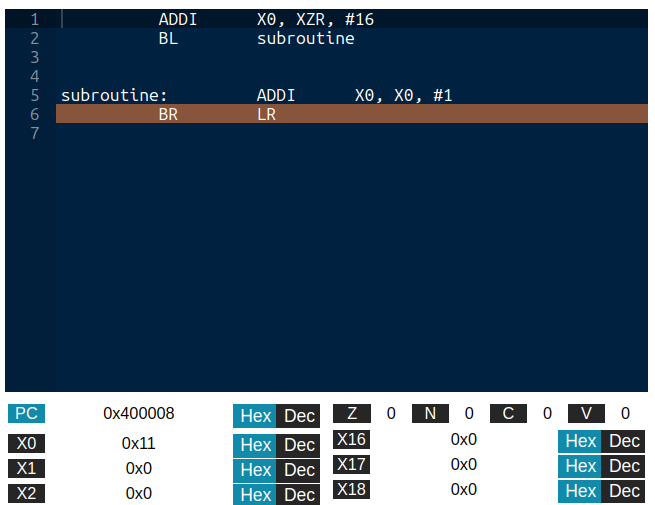 1 ADDI X0, XZR, #16
2 BL subroutine
3
4
5 subroutine: ADDI X0, X0, #1
6 BR LR
7
PC 0x400008 Hex Dec Z 0 N 0 C 0 V 0
X0 0x11 Hex Dec X16 0x0 Hex Dec
X1 0x0 Hex Dec X17 0x0 Hex Dec
X2 0x0 Hex Dec X18 0x0 Hex Dec